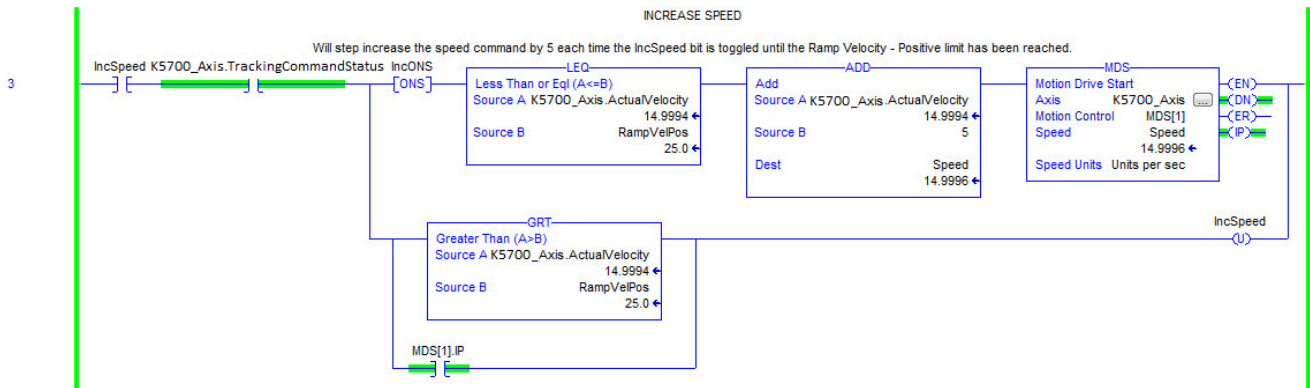 INCREASE SPEED
Will step increase the speed command by 5 each time the IncSpeed bit is toggled until the Ramp Velocity - Positive limit has been reached.
3
IncSpeed K5700_Axis.TrackingCommandStatus IncONS
ONS
LEQ
Less Than or Eql (A<=B)
Source A K5700_Axis.ActualVelocity
14.9994
Source B RampVelPos
25.0
ADD
Add
Source A K5700_Axis.ActualVelocity
14.9994
Source B 5
Dest Speed
14.9996
MDS
Motion Drive Start
Axis K5700_Axis ...
Motion Control MDS[1]
Speed Speed
14.9996
Speed Units Units per sec
EN
DN
ER
IP
GRT
Greater Than (A>B)
Source A K5700_Axis.ActualVelocity
14.9994
Source B RampVelPos
25.0
IncSpeed
U
MDS[1].IP